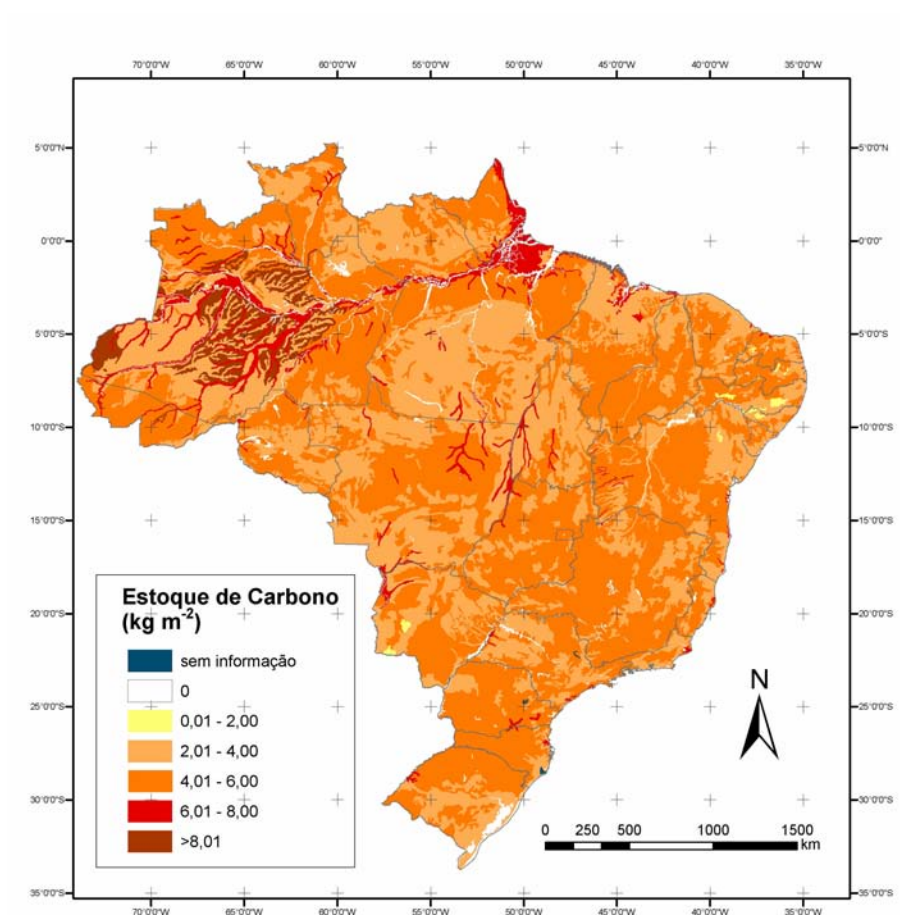 70°0'0"W 65°0'0"W 60°0'0"W 55°0'0"W 50°0'0"W 45°0'0"W 40°0'0"W 35°0'0"W
5°0'0"N 5°0'0"N
0°0'0" 0°0'0"
5°0'0"S 5°0'0"S
10°0'0"S 10°0'0"S
15°0'0"S 15°0'0"S
Estoque de Carbono
(kg m-2)
sem informação
0
0,01 - 2,00
2,01 - 4,00
4,01 - 6,00
6,01 - 8,00
>8,01
20°0'0"S 20°0'0"S
N
25°0'0"S 25°0'0"S
0 250 500 1000 1500
km
30°0'0"S 30°0'0"S
35°0'0"S 35°0'0"S
70°0'0"W 65°0'0"W 60°0'0"W 55°0'0"W 50°0'0"W 45°0'0"W 40°0'0"W 35°0'0"W